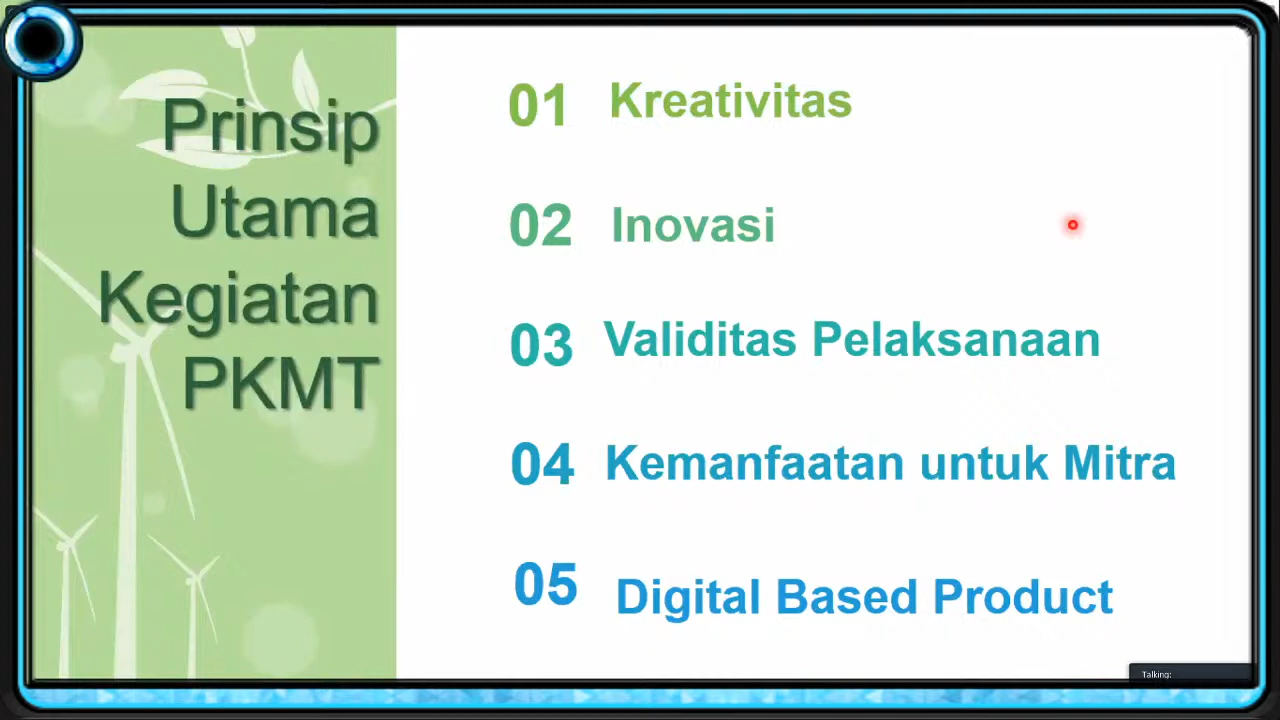 Prinsip
Utama
Kegiatan
PKMT
01 Kreativitas
02 Inovasi
03 Validitas Pelaksanaan
04 Kemanfaatan untuk Mitra
05 Digital Based Product
Talking: